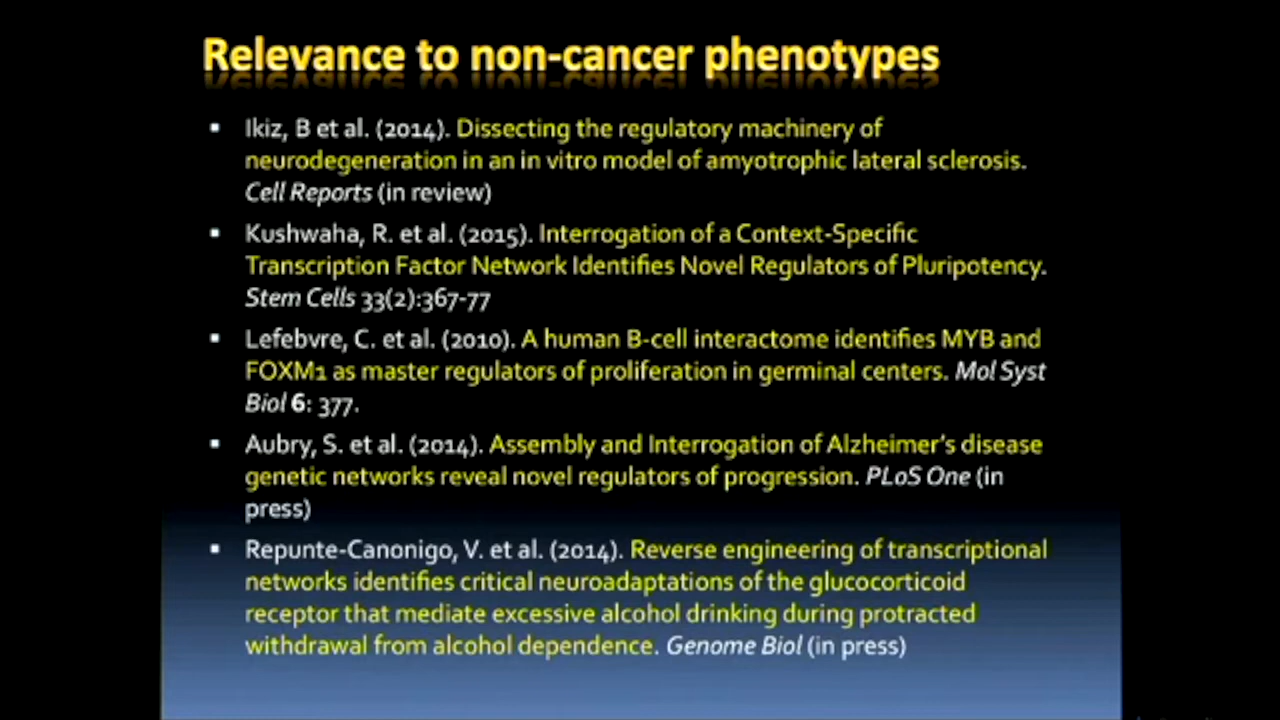 Relevance to non-cancer phenotypes
▪ Ikiz, B et al. (2014). Dissecting the regulatory machinery of
neurodegeneration in an in vitro model of amyotrophic lateral sclerosis.
Cell Reports (in review)
▪ Kushwaha, R. et al. (2015). Interrogation of a Context-Specific
Transcription Factor Network Identifies Novel Regulators of Pluripotency.
Stem Cells 33(2):367-77
▪ Lefebvre, C. et al. (2010). A human B-cell interactome identifies MYB and
FOXM1 as master regulators of proliferation in germinal centers. Mol Syst
Biol 6: 377.
▪ Aubry, S. et al. (2014). Assembly and Interrogation of Alzheimer's disease
genetic networks reveal novel regulators of progression. PLoS One (in
press)
▪ Repunte-Canonigo, V. et al. (2014). Reverse engineering of transcriptional
networks identifies critical neuroadaptations of the glucocorticoid
receptor that mediate excessive alcohol drinking during protracted
withdrawal from alcohol dependence. Genome Biol (in press)